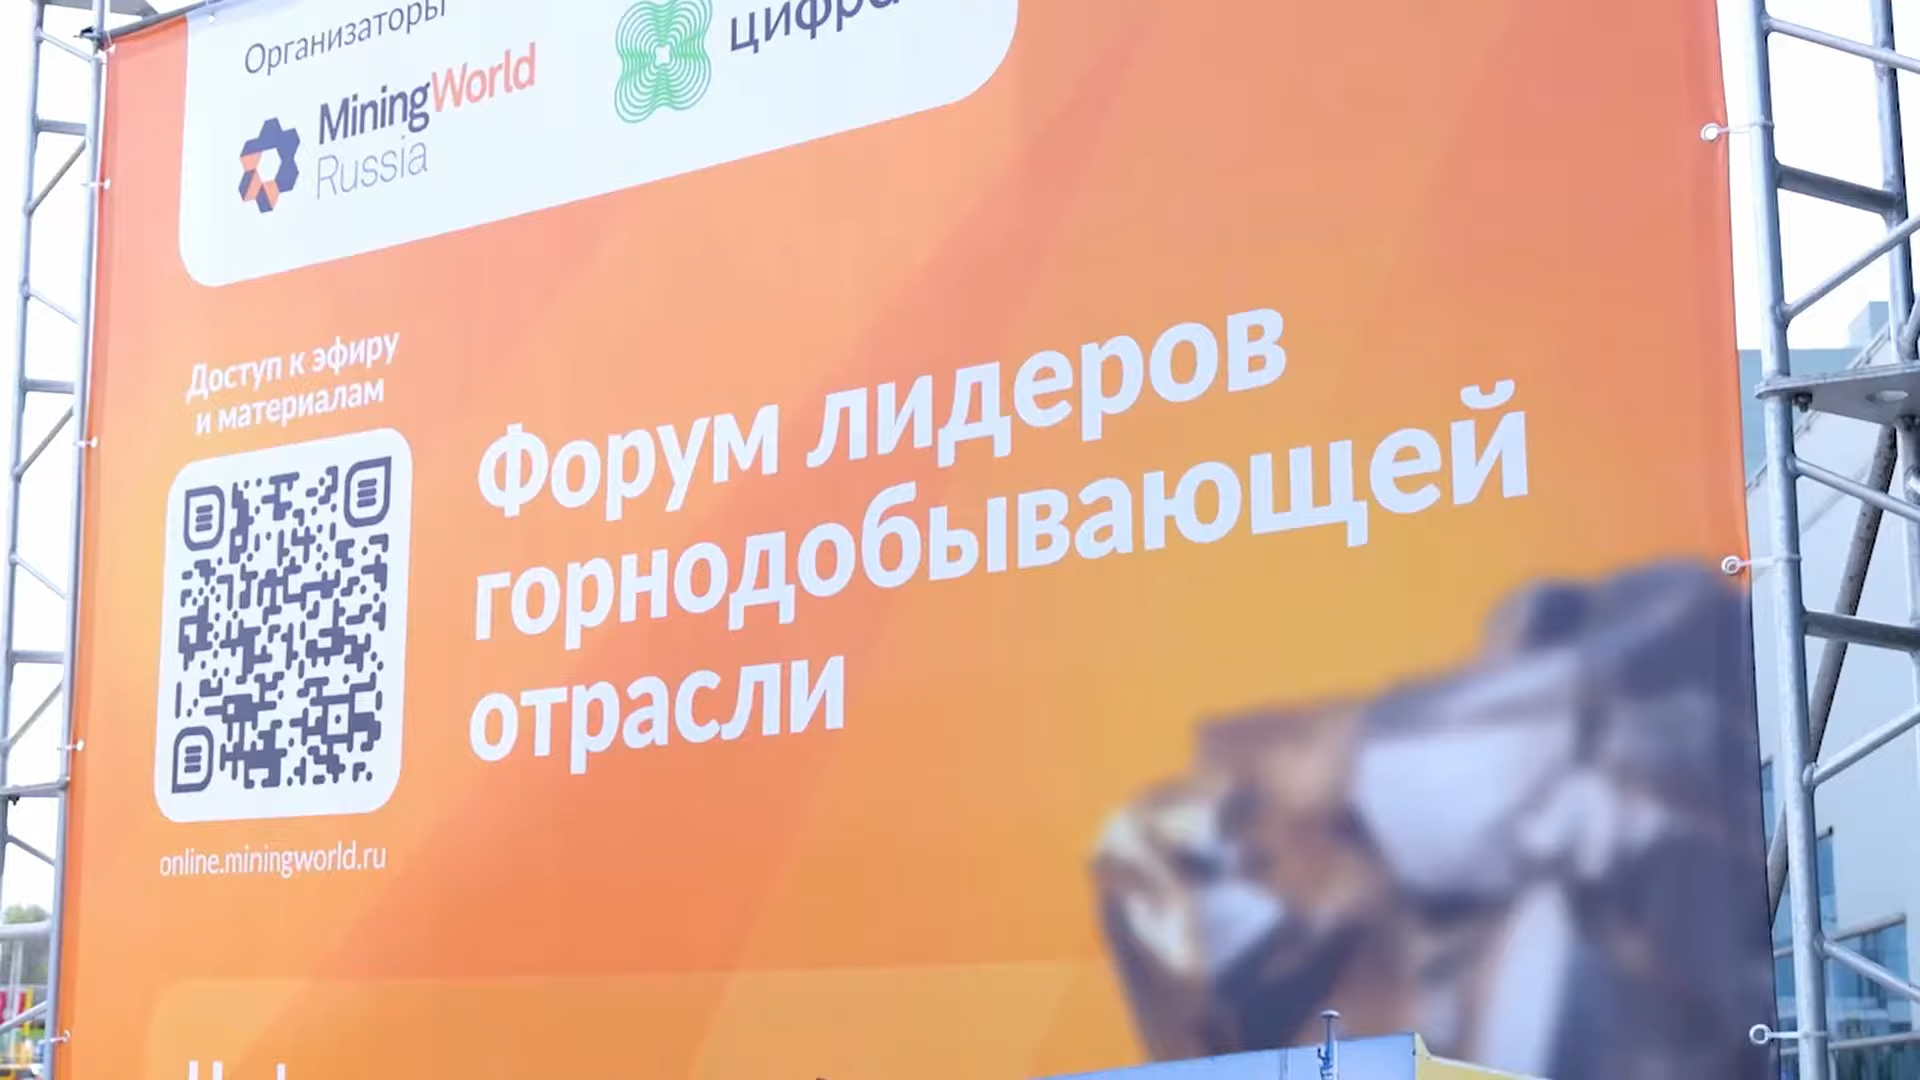 Организаторы
MiningWorld
Russia
цифра
Доступ к эфиру
и материалам
Форум лидеров
горнодобывающей
отрасли
online.miningworld.ru